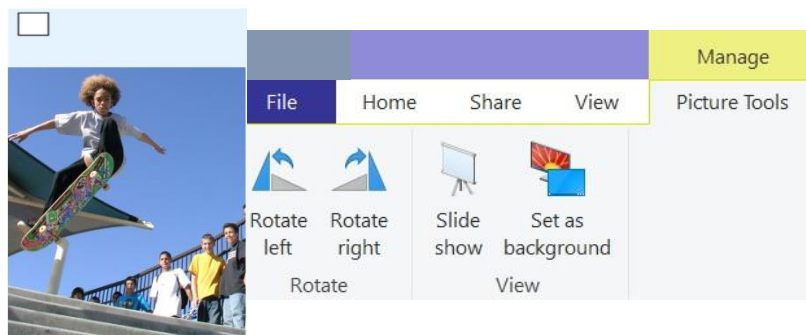 Manage
File Home Share View Picture Tools
Rotate left Rotate right Slide show Set as background
Rotate View